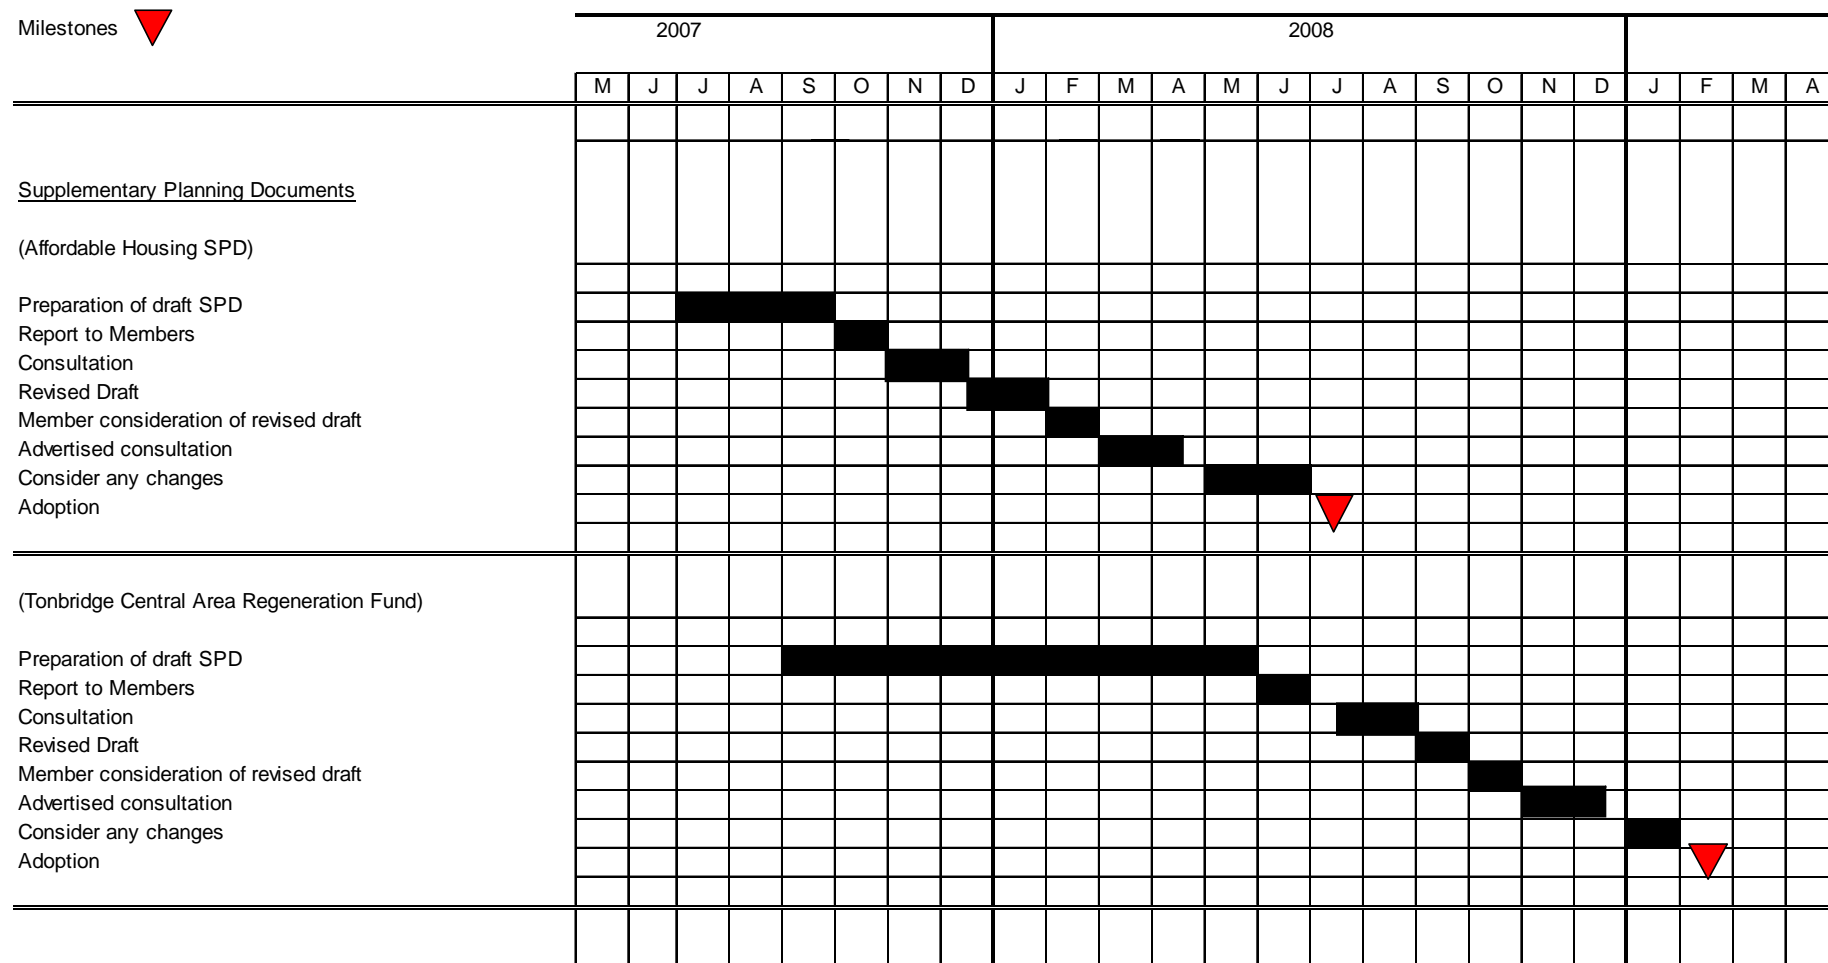 Milestones
2007 2008
M J J A S O N D J F M A M J J A S O N D J F M A
Supplementary Planning Documents
(Affordable Housing SPD)
Preparation of draft SPD
Report to Members
Consultation
Revised Draft
Member consideration of revised draft
Advertised consultation
Consider any changes
Adoption
(Tonbridge Central Area Regeneration Fund)
Preparation of draft SPD
Report to Members
Consultation
Revised Draft
Member consideration of revised draft
Advertised consultation
Consider any changes
Adoption